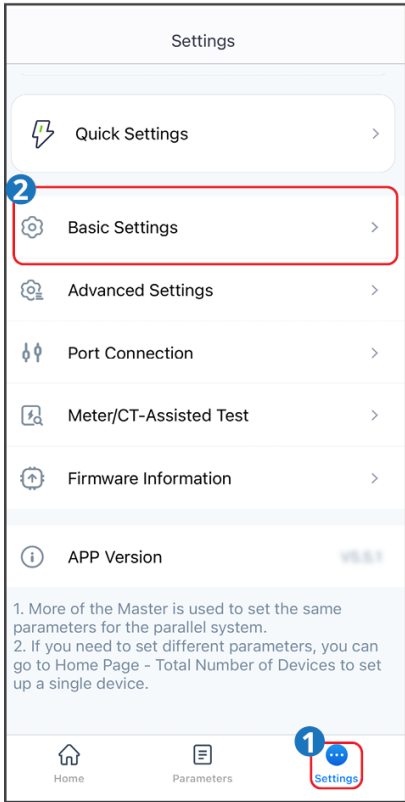 Settings
Quick Settings
2
Basic Settings
Advanced Settings
Port Connection
Meter/CT-Assisted Test
Firmware Information
APP Version
1. More of the Master is used to set the same
parameters for the parallel system.
2. If you need to set different parameters, you can
go to Home Page - Total Number of Devices to set
up a single device.
1
Home
Parameters
Settings